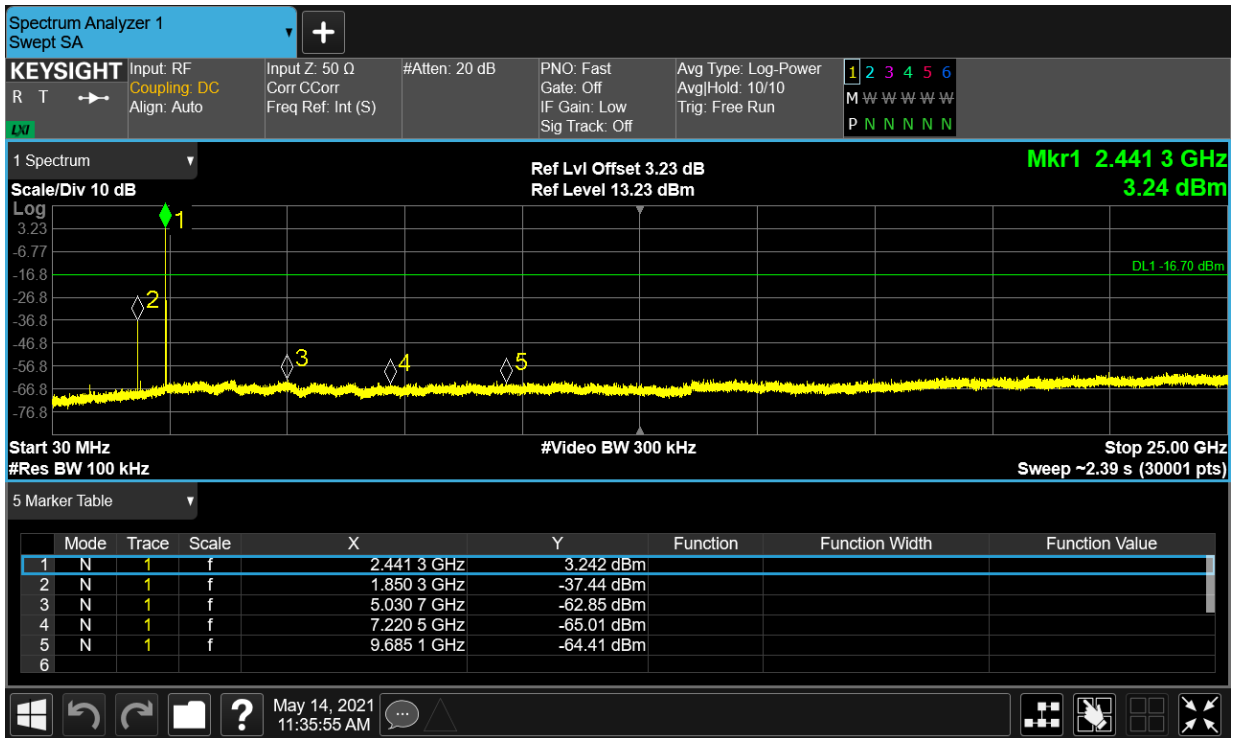 Spectrum Analyzer 1
Swept SA
+
KEYSIGHT
R T
LXI
Input: RF
Coupling: DC
Align: Auto
Input Z: 50 Ω
Corr CCorr
Freq Ref: Int (S)
#Atten: 20 dB
PNO: Fast
Gate: Off
IF Gain: Low
Sig Track: Off
Avg Type: Log-Power
Avg|Hold: 10/10
Trig: Free Run
1 2 3 4 5 6
M W W W W W
P N N N N N
1 Spectrum
Scale/Div 10 dB
Ref Lvl Offset 3.23 dB
Ref Level 13.23 dBm
Mkr1 2.441 3 GHz
3.24 dBm
Log
3.23
-6.77
-16.8
-26.8
-36.8
-46.8
-56.8
-66.8
-76.8
1
2
3
4
5
DL1 -16.70 dBm
Start 30 MHz
#Res BW 100 kHz
#Video BW 300 kHz
Stop 25.00 GHz
Sweep ~2.39 s (30001 pts)
5 Marker Table
Mode Trace Scale X Y Function Function Width Function Value
1 N 1 f 2.441 3 GHz 3.242 dBm
2 N 1 f 1.850 3 GHz -37.44 dBm
3 N 1 f 5.030 7 GHz -62.85 dBm
4 N 1 f 7.220 5 GHz -65.01 dBm
5 N 1 f 9.685 1 GHz -64.41 dBm
6
?
May 14, 2021
11:35:55 AM